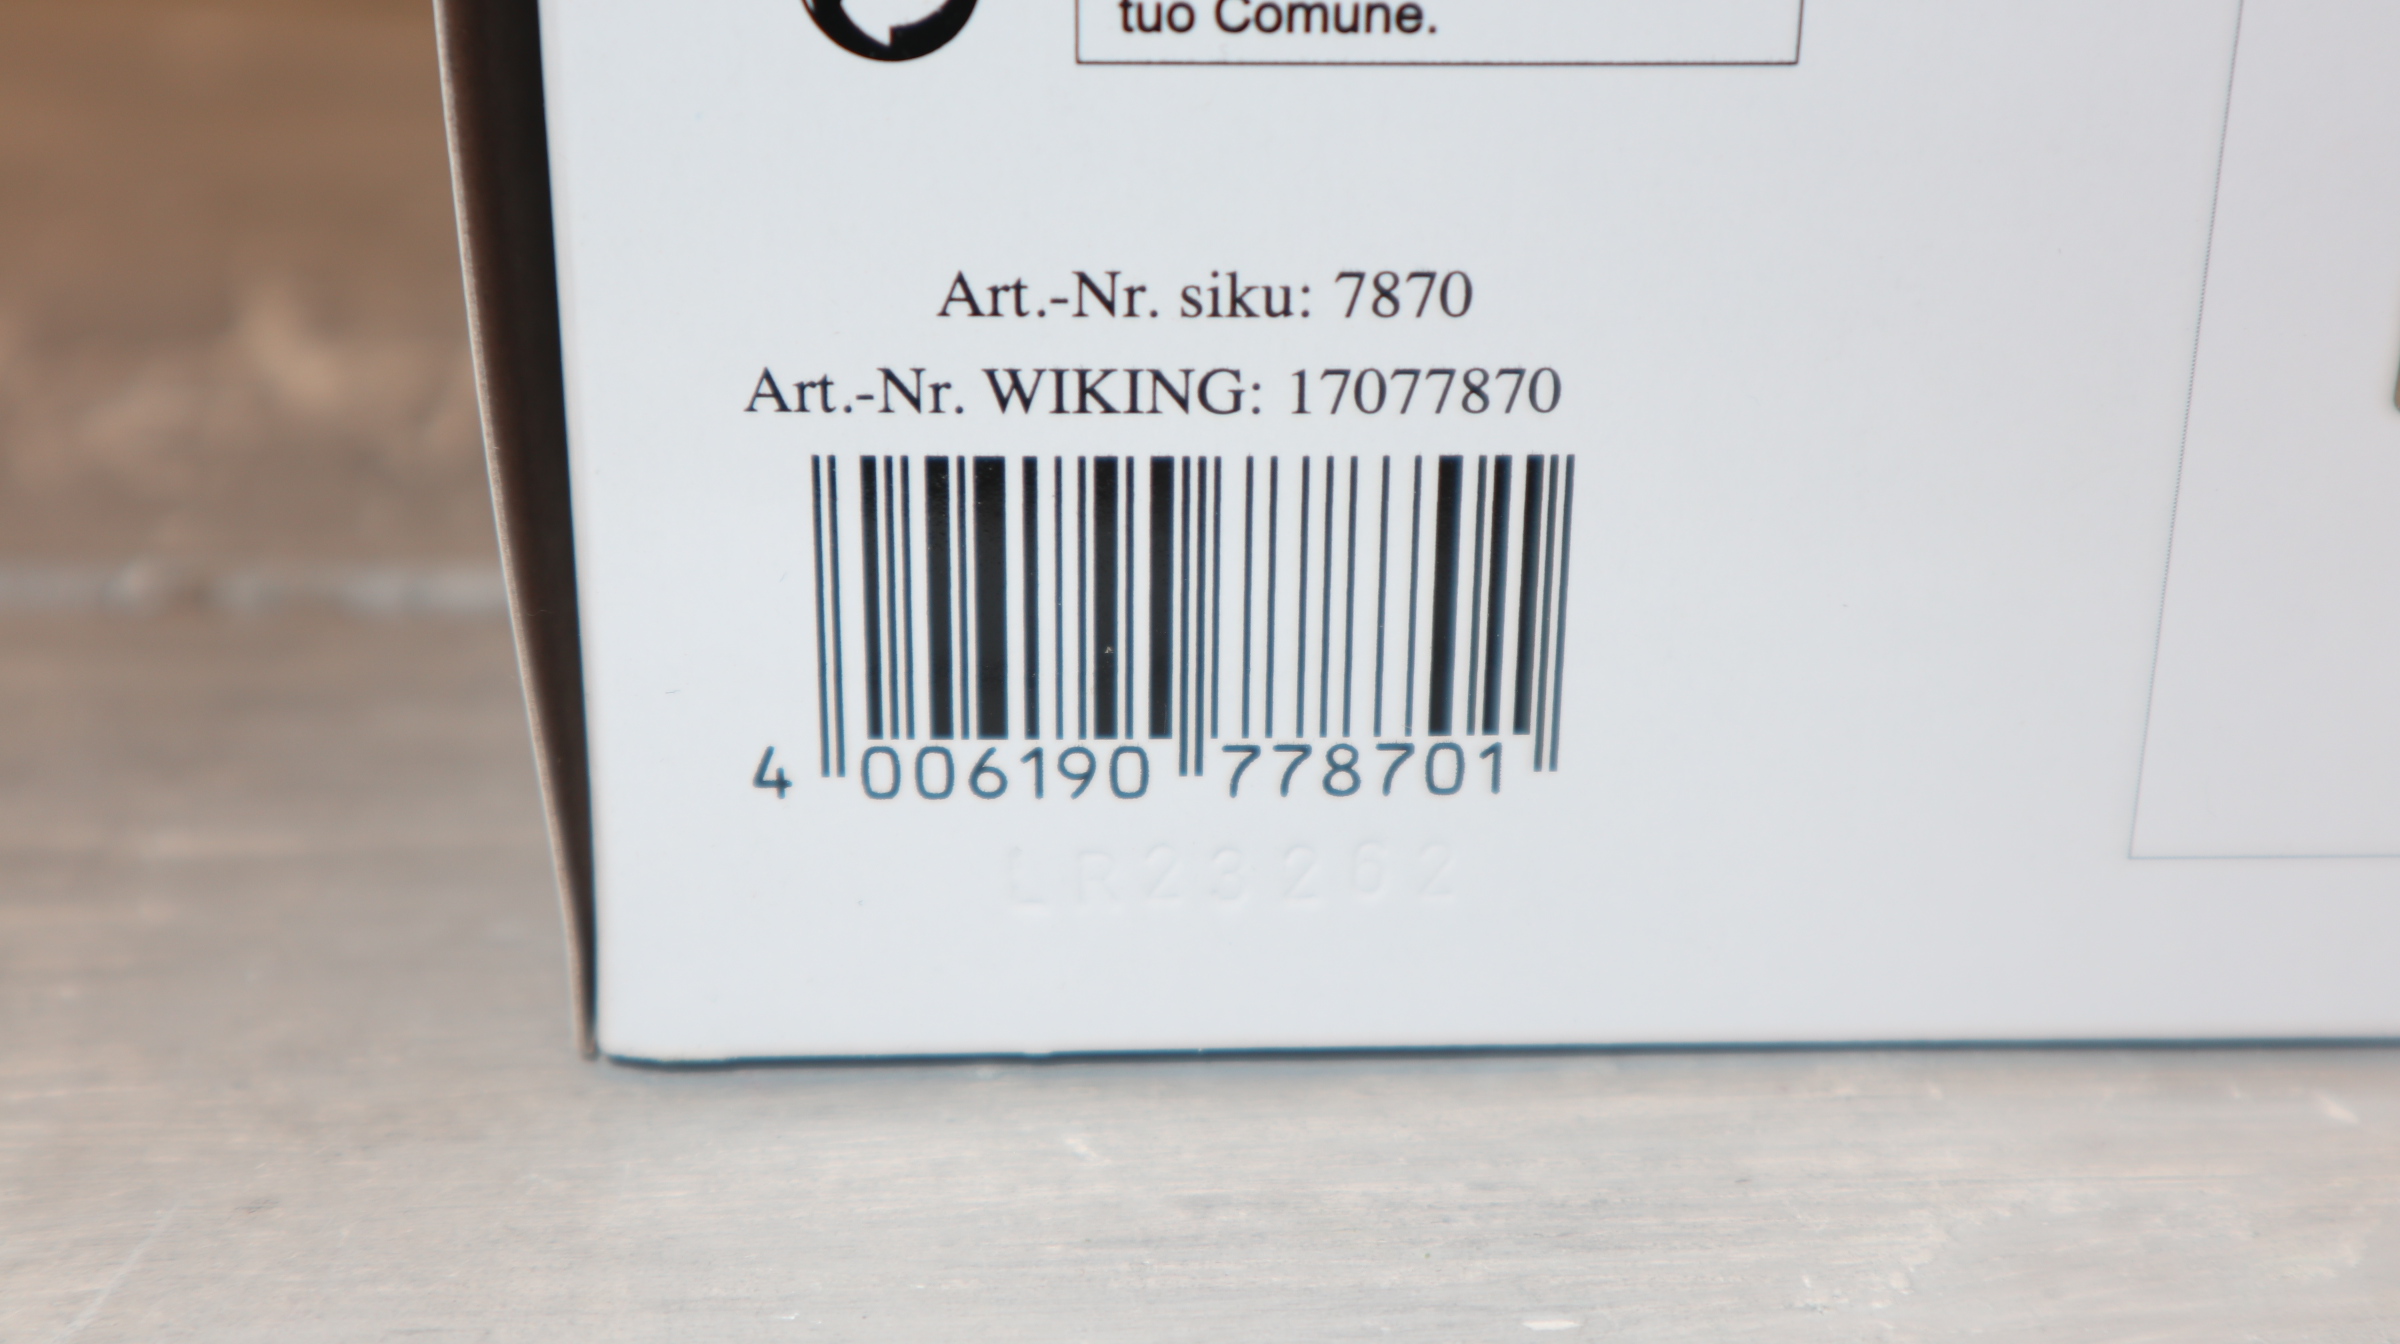 tuo Comune.
Art.-Nr. siku: 7870
Art.-Nr. WIKING: 17077870
4 006190 778701
LR23262